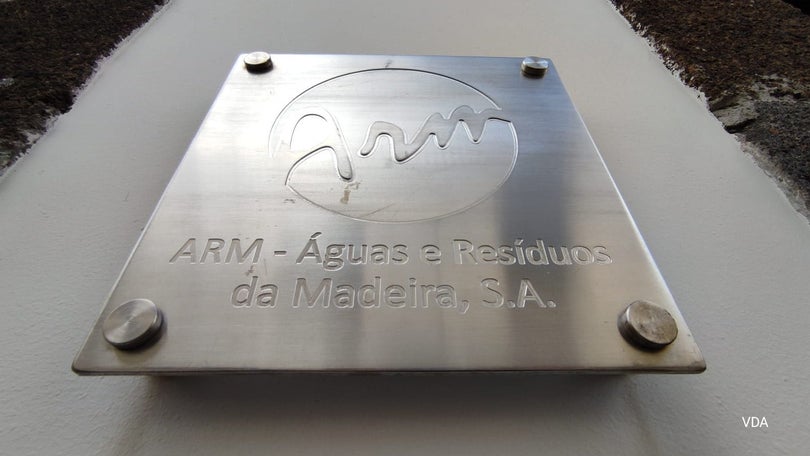 Arm
ARM - Águas e Resíduos
da Madeira, S.A.
VDA